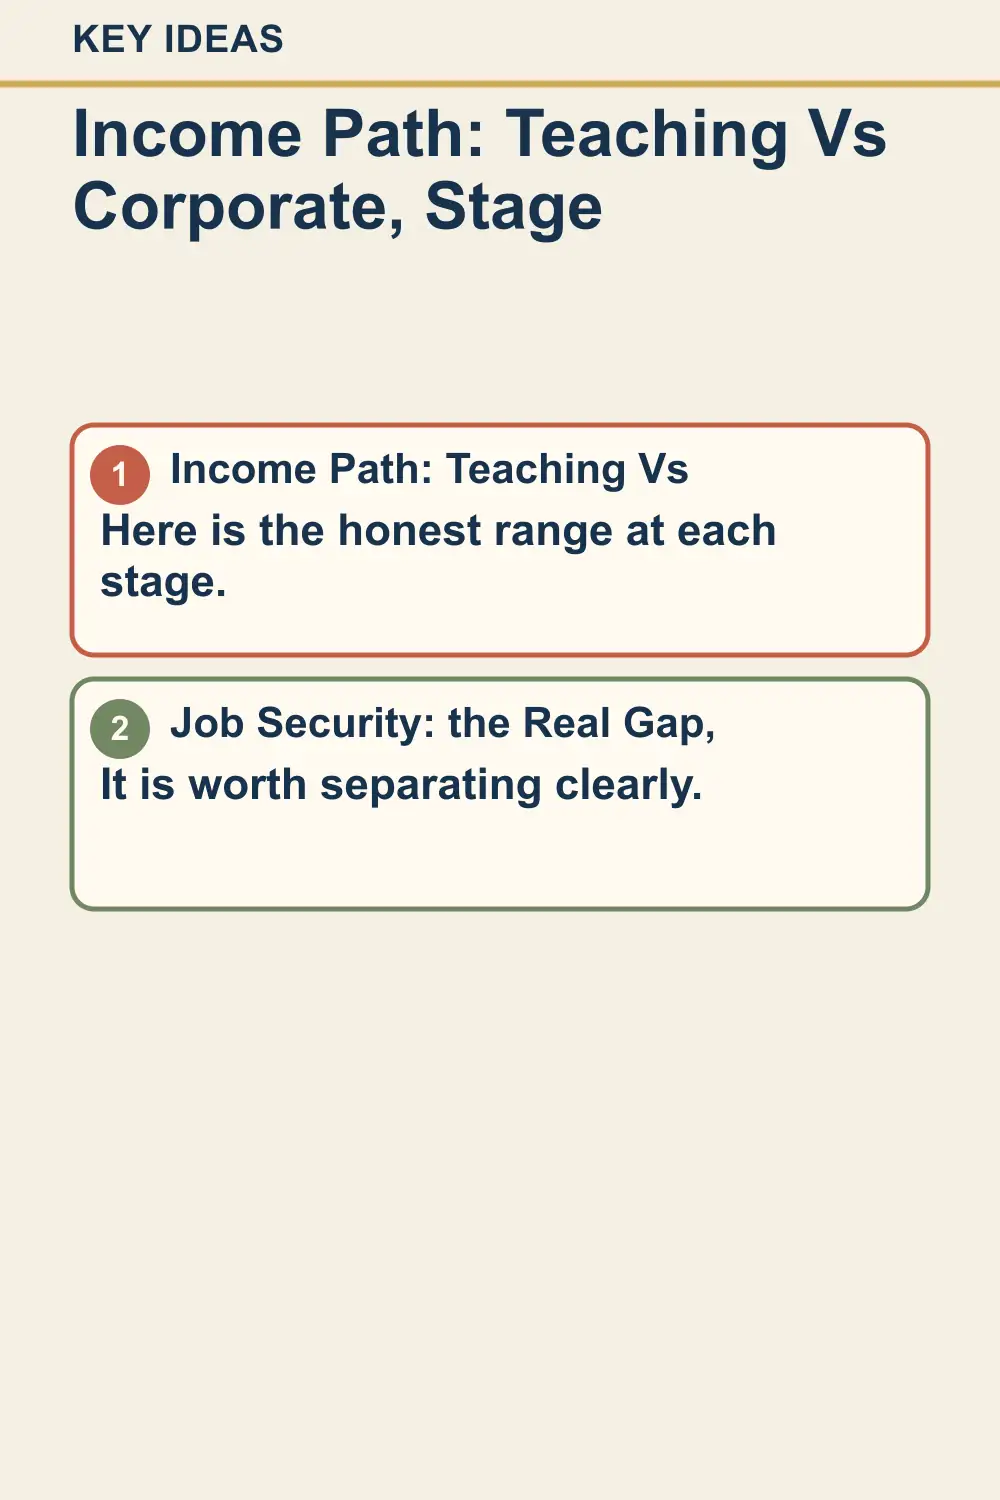 KEY IDEAS
Income Path: Teaching Vs
Corporate, Stage
1 Income Path: Teaching Vs
Here is the honest range at each
stage.
2 Job Security: the Real Gap,
It is worth separating clearly.